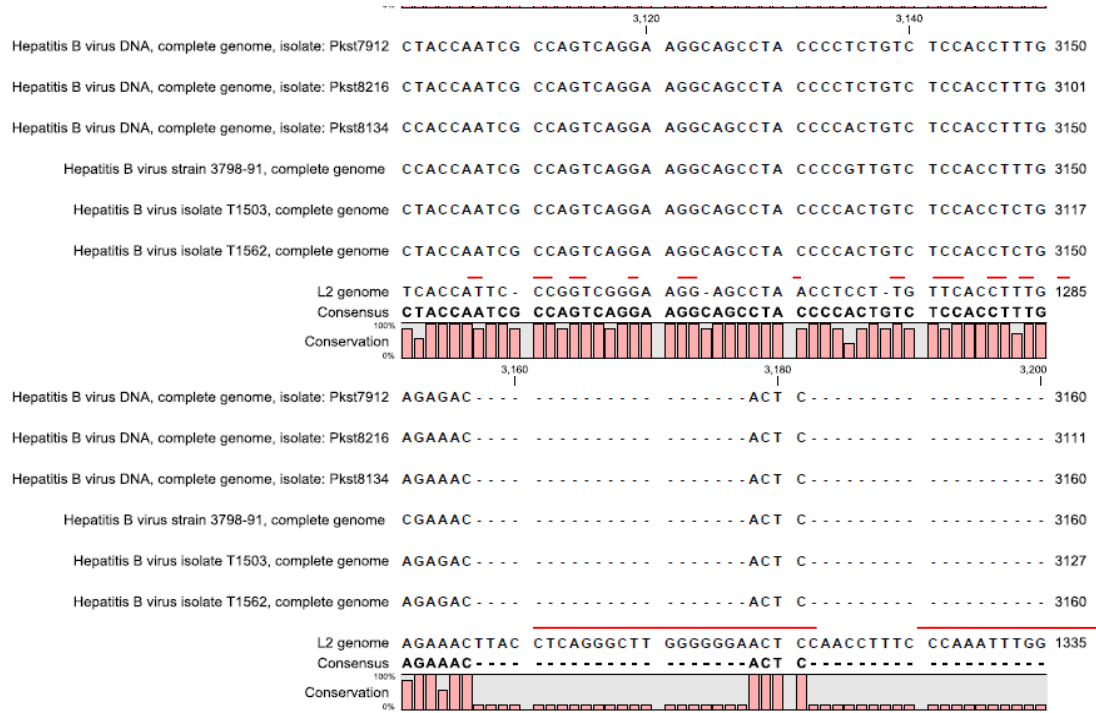 0%
3,120 3,140
Hepatitis B virus DNA, complete genome, isolate: Pkst7912 CTACCAATCG CCAGTCAGGA AGGCAGCCTA CCCCTCTGTC TCCACCTTTG 3150
Hepatitis B virus DNA, complete genome, isolate: Pkst8216 CTACCAATCG CCAGTCAGGA AGGCAGCCTA CCCCTCTGTC TCCACCTTTG 3101
Hepatitis B virus DNA, complete genome, isolate: Pkst8134 CCACCAATCG CCAGTCAGGA AGGCAGCCTA CCCCACTGTC TCCACCTTTG 3150
Hepatitis B virus strain 3798-91, complete genome CCACCAATCG CCAGTCAGGA AGGCAGCCTA CCCCGTTGTC TCCACCTTTG 3150
Hepatitis B virus isolate T1503, complete genome CTACCAATCG CCAGTCAGGA AGGCAGCCTA CCCCACTGTC TCCACCTCTG 3117
Hepatitis B virus isolate T1562, complete genome CTACCAATCG CCAGTCAGGA AGGCAGCCTA CCCCACTGTC TCCACCTCTG 3150
L2 genome TCACCATTC- CCGGTCGGGA AGG-AGCCTA ACCTCCT-TG TTCACCTTTG 1285
Consensus CTACCAATCG CCAGTCAGGA AGGCAGCCTA CCCCACTGTC TCCACCTTTG
100%
Conservation
0%
3,160 3,180 3,200
Hepatitis B virus DNA, complete genome, isolate: Pkst7912 AGAGAC---- ---------- -------ACT C--------- ---------- 3160
Hepatitis B virus DNA, complete genome, isolate: Pkst8216 AGAAAC---- ---------- -------ACT C--------- ---------- 3111
Hepatitis B virus DNA, complete genome, isolate: Pkst8134 AGAAAC---- ---------- -------ACT C--------- ---------- 3160
Hepatitis B virus strain 3798-91, complete genome CGAAAC---- ---------- -------ACT C--------- ---------- 3160
Hepatitis B virus isolate T1503, complete genome AGAGAC---- ---------- -------ACT C--------- ---------- 3127
Hepatitis B virus isolate T1562, complete genome AGAGAC---- ---------- -------ACT C--------- ---------- 3160
L2 genome AGAAACTTAC CTCAGGGCTT GGGGGGAACT CCAACCTTTC CCAAATTTGG 1335
Consensus AGAAAC---- ---------- -------ACT C--------- ----------
100%
Conservation
0%